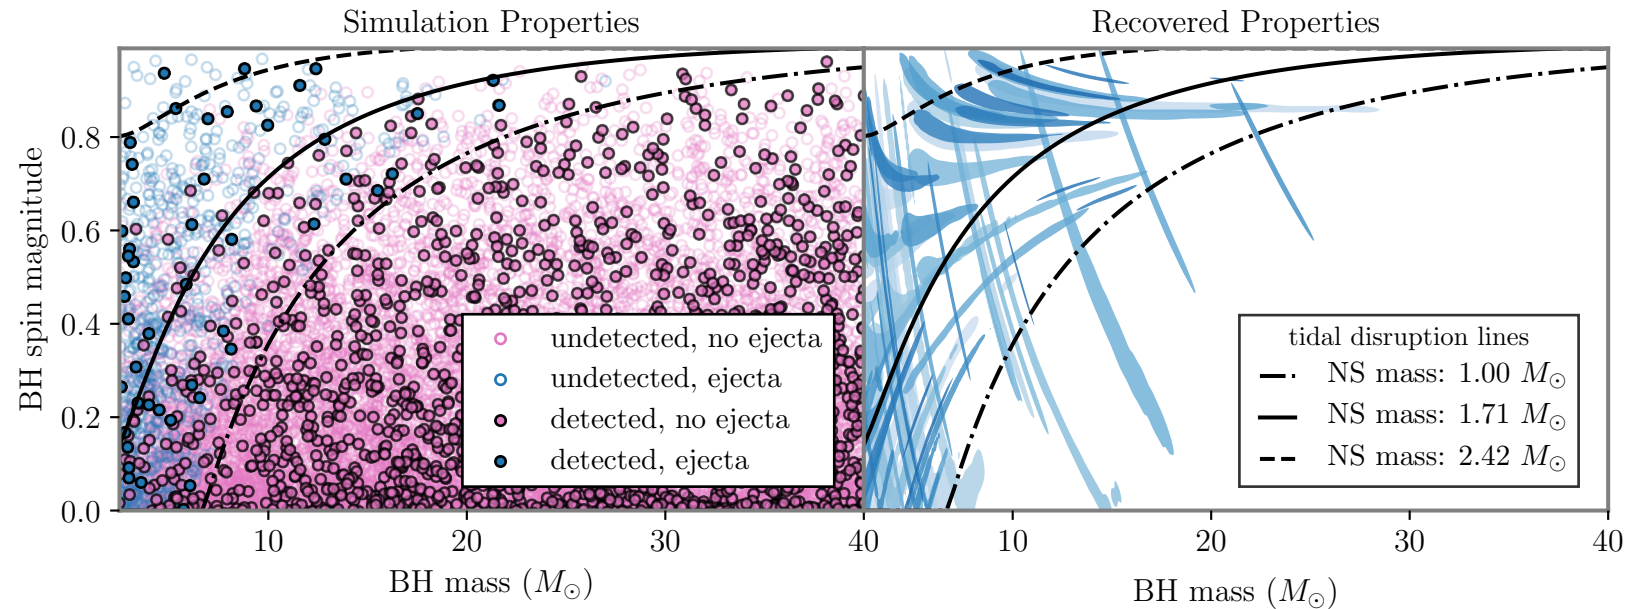 Simulation Properties
Recovered Properties
BH spin magnitude
0.8
0.6
0.4
0.2
0.0
undetected, no ejecta
undetected, ejecta
detected, no ejecta
detected, ejecta
tidal disruption lines
NS mass: 1.00 M⊙
NS mass: 1.71 M⊙
NS mass: 2.42 M⊙
10 20 30 40 10 20 30 40
BH mass (M⊙)
BH mass (M⊙)